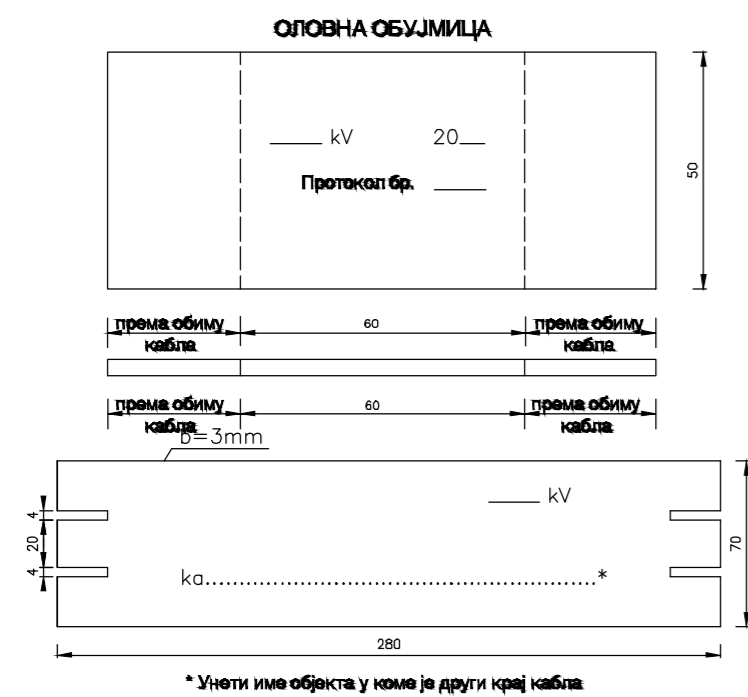 ОЛОВНА ОБУЈМИЦА
____ kV 20__
Протокол бр. ____
50
према обиму кабла
60
према обиму кабла
према обиму кабла
60
према обиму кабла
b=3mm
____ kV
4
20
4
70
ka........................................................*
280
* Унети име објекта у коме је други крај кабла